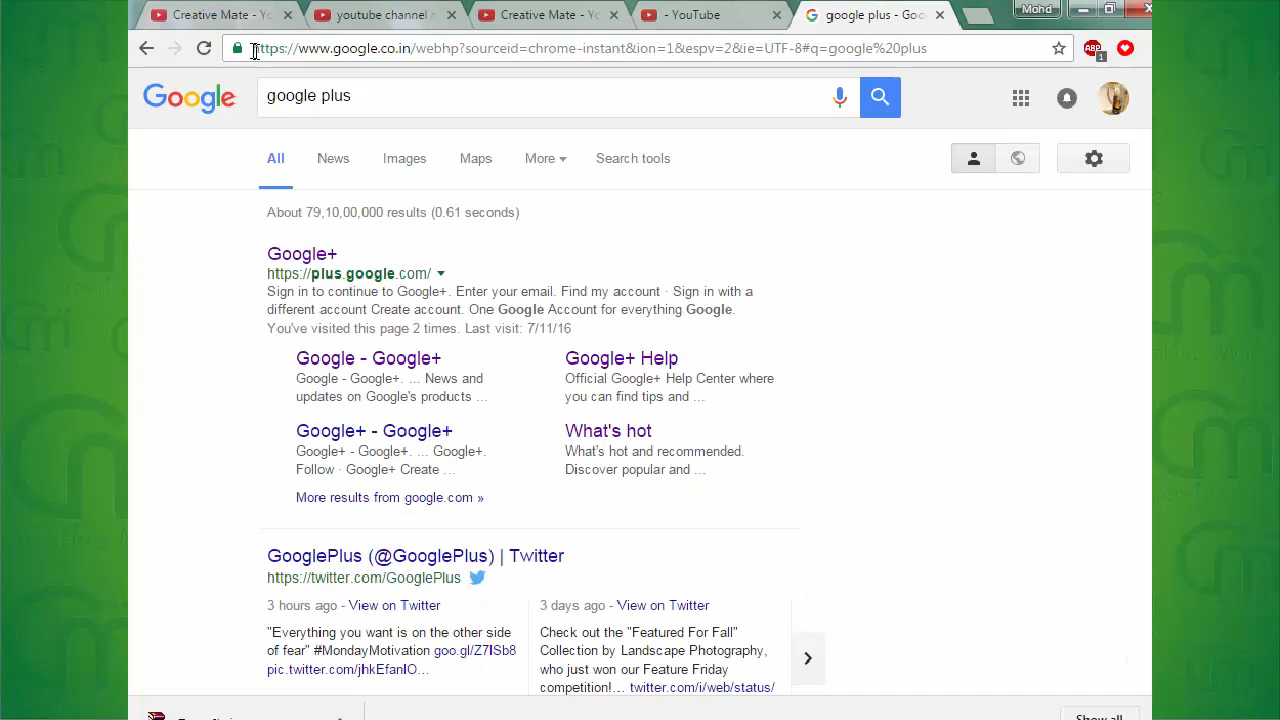 Creative Mate - Yo
youtube channel n
Creative Mate - Yo
- YouTube
google plus - Goo
Mohd
https://www.google.co.in/webhp?sourceid=chrome-instant&ion=1&espv=2&ie=UTF-8#q=google%20plus
ABP
1
Google
google plus
All
News
Images
Maps
More
Search tools
About 79,10,00,000 results (0.61 seconds)
Google+
https://plus.google.com/
Sign in to continue to Google+. Enter your email. Find my account · Sign in with a
different account Create account. One Google Account for everything Google.
You've visited this page 2 times. Last visit: 7/11/16
Google - Google+
Google - Google+. ... News and
updates on Google's products ...
Google+ Help
Official Google+ Help Center where
you can find tips and ...
Google+ - Google+
Google+ - Google+. ... Google+.
Follow · Google+ Create ...
What's hot
What's hot and recommended.
Discover popular and ...
More results from google.com »
GooglePlus (@GooglePlus) | Twitter
https://twitter.com/GooglePlus
3 hours ago - View on Twitter
"Everything you want is on the other side
of fear" #MondayMotivation goo.gl/Z7ISb8
pic.twitter.com/jhkEfanIO...
3 days ago - View on Twitter
Check out the "Featured For Fall"
Collection by Landscape Photography,
who just won our Feature Friday
competition!... twitter.com/i/web/status/
Show all